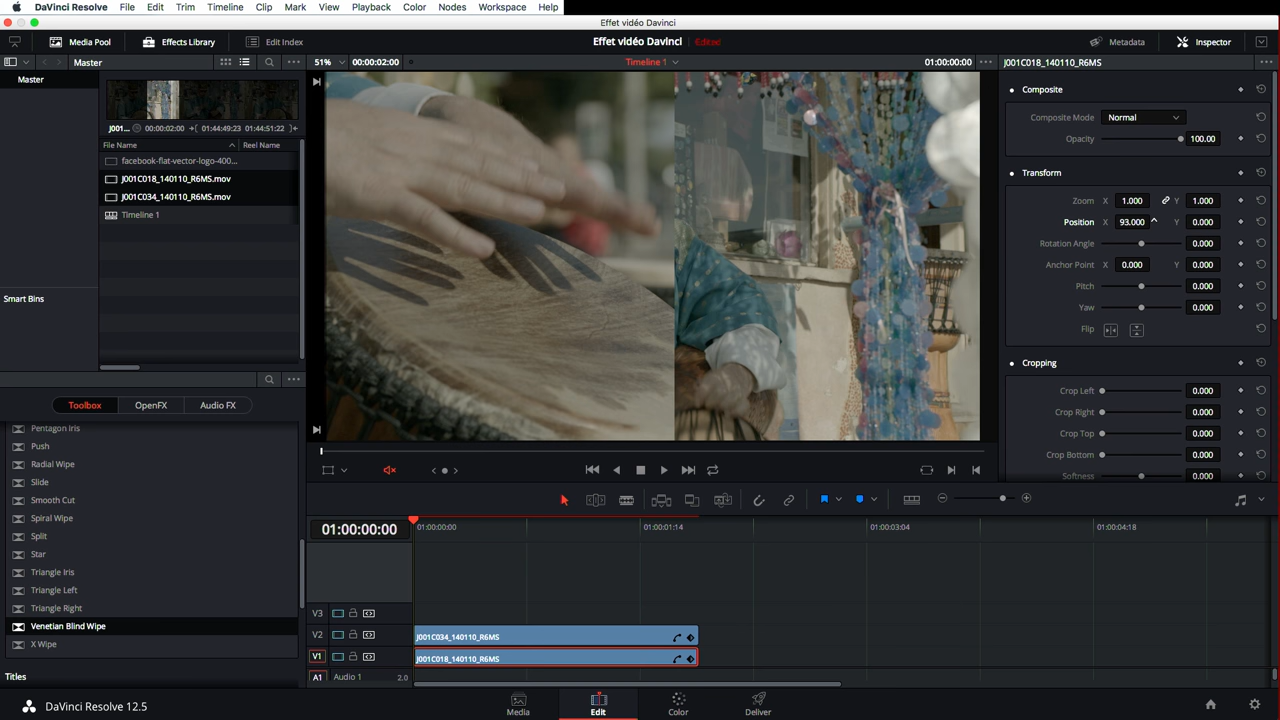 DaVinci Resolve File Edit Trim Timeline Clip Mark View Playback Color Nodes Workspace Help
Effet vidéo DavincI
Media Pool Effects Library Edit Index Effet vidéo DavincI Edited Metadata Inspector
Master 51% 00:00:02:00 Timeline 1 01:00:00:00 J001C018_140110_R6MS
Master
J001... 00:00:02:00 01:44:49:23 01:44:51:22
File Name Reel Name
facebook-flat-vector-logo-400...
J001C018_140110_R6MS.mov
J001C034_140110_R6MS.mov
Timeline 1
Smart Bins
Composite
Composite Mode Normal
Opacity 100.00
Transform
Zoom X 1.000 Y 1.000
Position X 93.000 Y 0.000
Rotation Angle 0.000
Anchor Point X 0.000 Y 0.000
Pitch 0.000
Yaw 0.000
Flip
Cropping
Crop Left 0.000
Crop Right 0.000
Crop Top 0.000
Crop Bottom 0.000
Softness 0.000
Toolbox OpenFX Audio FX
Pentagon Iris
Push
Radial Wipe
Slide
Smooth Cut
Spiral Wipe
Split
Star
Triangle Iris
Triangle Left
Triangle Right
Venetian Blind Wipe
X Wipe
Titles
01:00:00:00 01:00:00:00 01:00:01:14 01:00:03:04 01:00:04:18
V3
V2 J001C034_140110_R6MS
V1 J001C018_140110_R6MS
A1 Audio 1 2.0
DaVinci Resolve 12.5 Media Edit Color Deliver